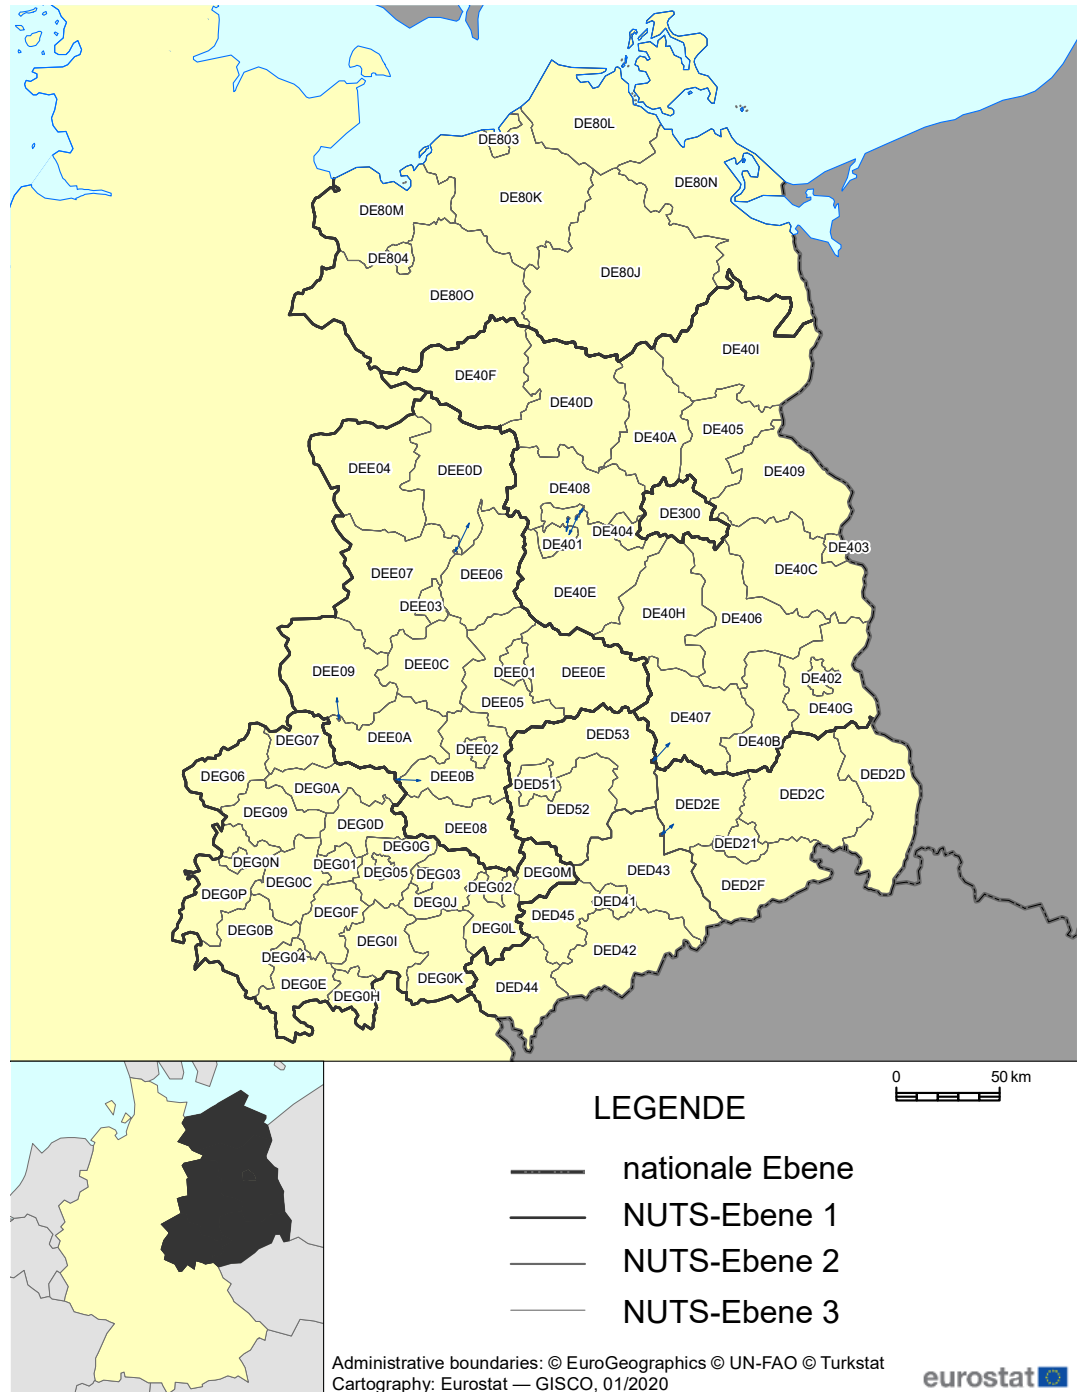 DE80L
DE803
DE80N
DE80K
DE80M
DE804
DE80J
DE80O
DE40I
DE40F
DE40D
DE405
DE40A
DEE04
DEE0D
DE409
DE408
DE300
DE404
DE401
DE403
DE40C
DEE07
DEE06
DE40E
DEE03
DE40H
DE406
DEE0C
DEE09
DEE01
DEE0E
DE402
DEE05
DE40G
DE407
DEE0A
DED53
DEG07
DE40B
DEE02
DEG06
DEE0B
DED2D
DED51
DEG0A
DED2C
DED2E
DED52
DEG09
DEG0D
DEE08
DEG0G
DED21
DEG0N
DEG01
DEG05
DEG03
DEG0M
DED43
DEG0C
DEG02
DED2F
DEG0P
DEG0J
DED41
DEG0F
DED45
DEG0B
DEG0L
DEG0I
DED42
DEG04
DEG0K
DEG0E
DED44
DEG0H
0 50 km
LEGENDE
nationale Ebene
NUTS-Ebene 1
NUTS-Ebene 2
NUTS-Ebene 3
Administrative boundaries: © EuroGeographics © UN-FAO © Turkstat
Cartography: Eurostat — GISCO, 01/2020
eurostat